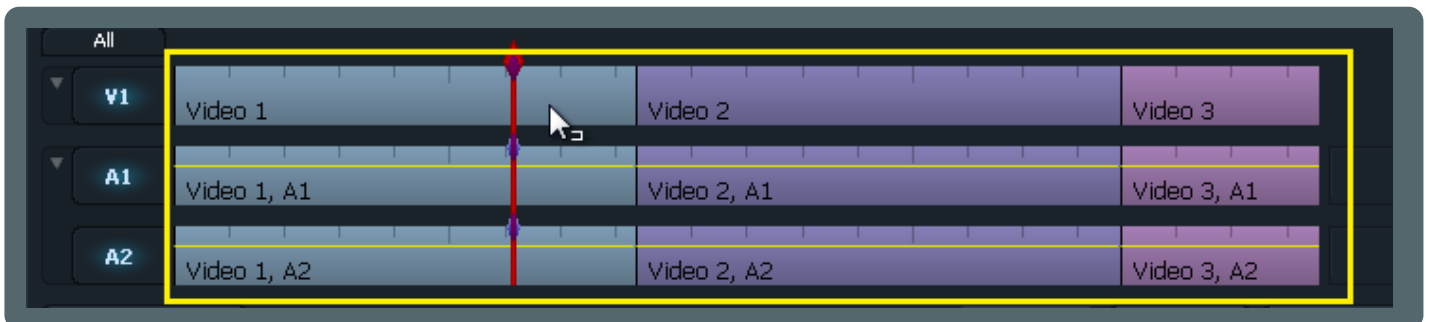 All
V1
Video 1
Video 2
Video 3
A1
Video 1, A1
Video 2, A1
Video 3, A1
A2
Video 1, A2
Video 2, A2
Video 3, A2